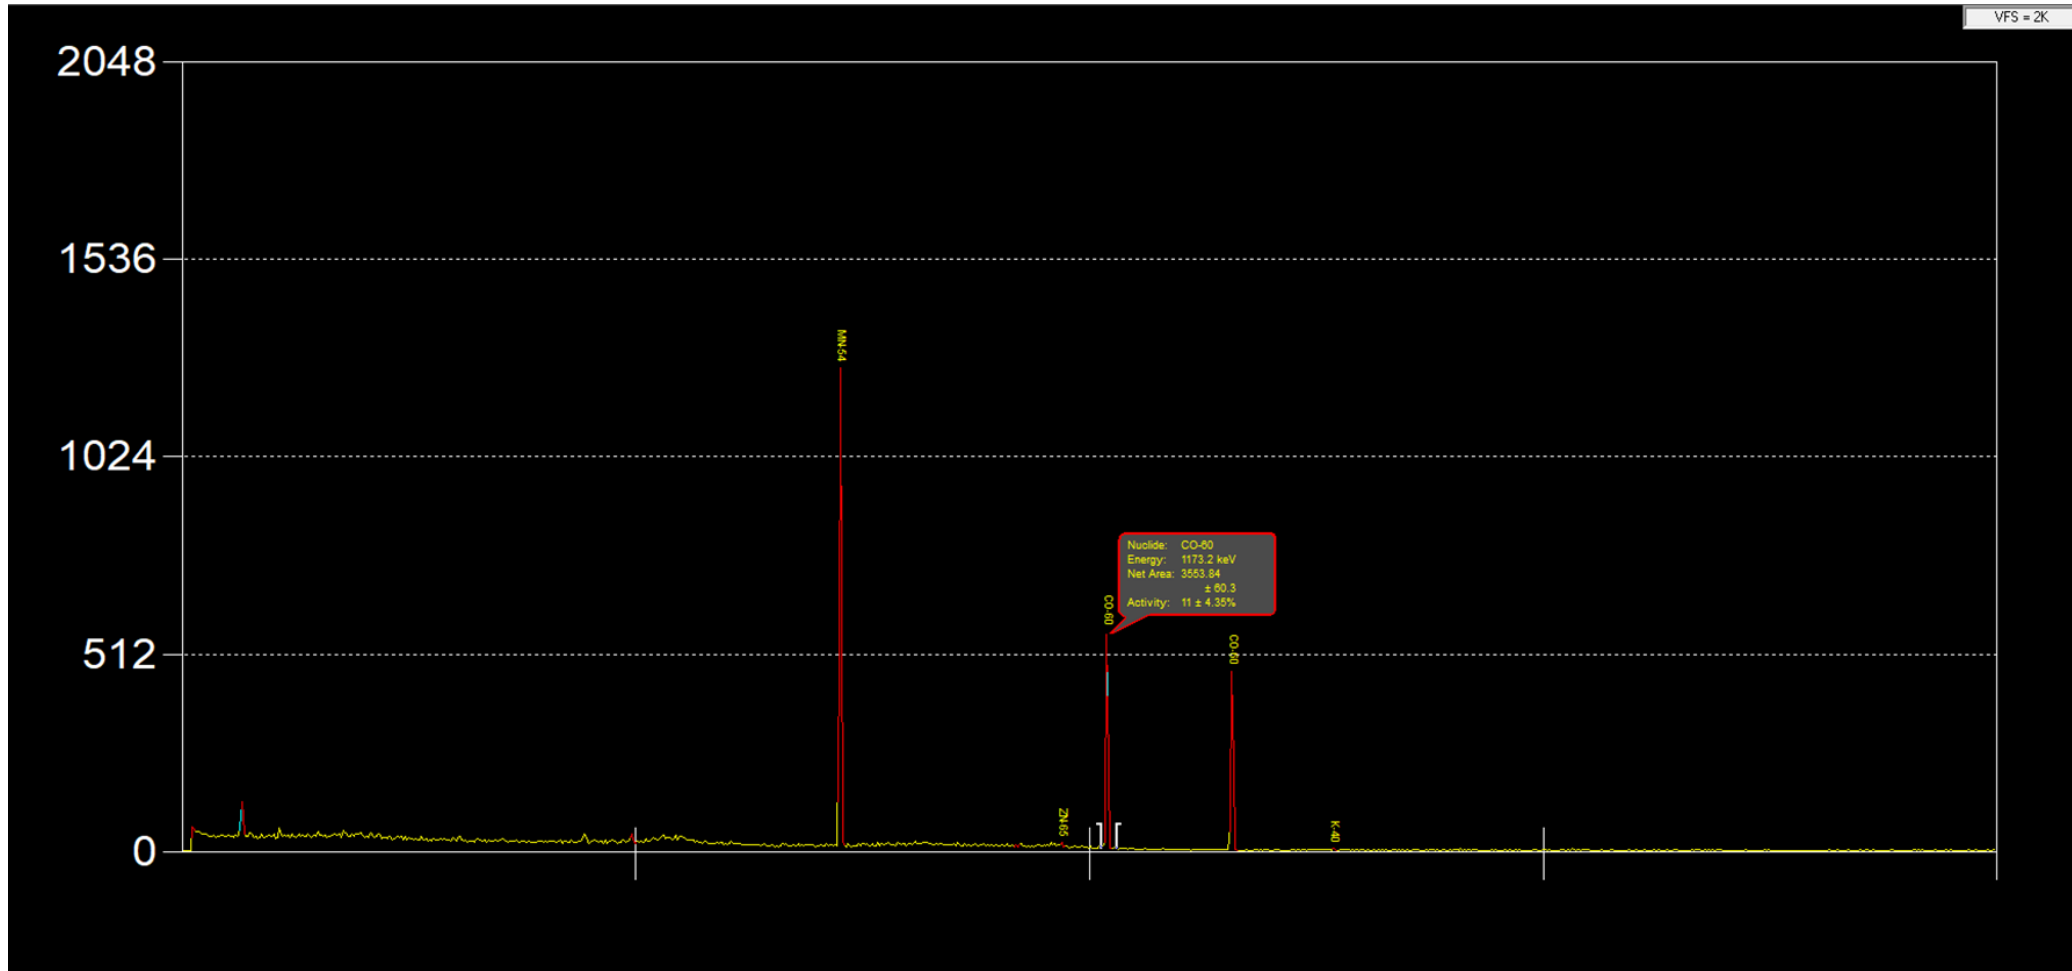 VFS = 2K
2048
1536
MN-54
1024
Nuclide: CO-60
Energy: 1173.2 keV
Net Area: 3553.84
± 60.3
Activity: 11 ± 4.35%
CO-60
CO-60
512
ZN-65
K-40
0